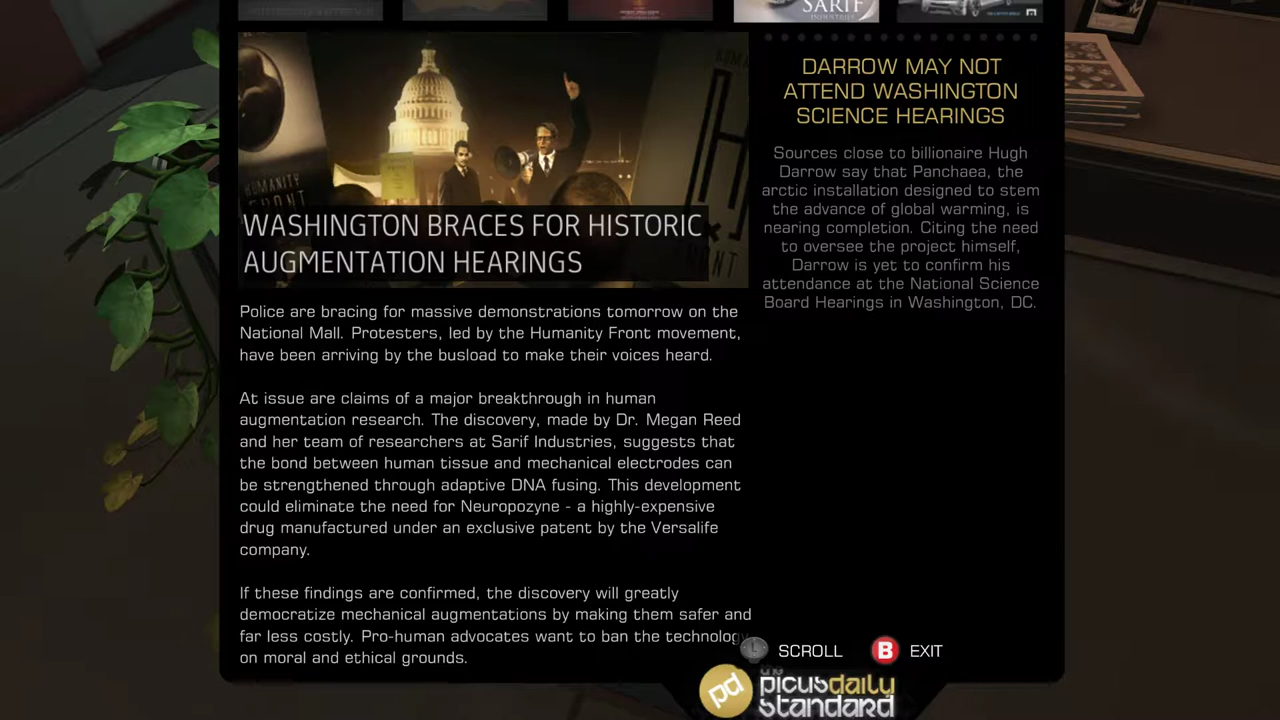 SARIF
INDUSTRIES
WASHINGTON BRACES FOR HISTORIC
AUGMENTATION HEARINGS
Police are bracing for massive demonstrations tomorrow on the
National Mall. Protesters, led by the Humanity Front movement,
have been arriving by the busload to make their voices heard.
At issue are claims of a major breakthrough in human
augmentation research. The discovery, made by Dr. Megan Reed
and her team of researchers at Sarif Industries, suggests that
the bond between human tissue and mechanical electrodes can
be strengthened through adaptive DNA fusing. This development
could eliminate the need for Neuropozyne - a highly-expensive
drug manufactured under an exclusive patent by the Versalife
company.
If these findings are confirmed, the discovery will greatly
democratize mechanical augmentations by making them safer and
far less costly. Pro-human advocates want to ban the technology
on moral and ethical grounds.
DARROW MAY NOT
ATTEND WASHINGTON
SCIENCE HEARINGS
Sources close to billionaire Hugh
Darrow say that Panchaea, the
arctic installation designed to stem
the advance of global warming, is
nearing completion. Citing the need
to oversee the project himself,
Darrow is yet to confirm his
attendance at the National Science
Board Hearings in Washington, DC.
SCROLL
B EXIT
pd the
picusdaily
standard